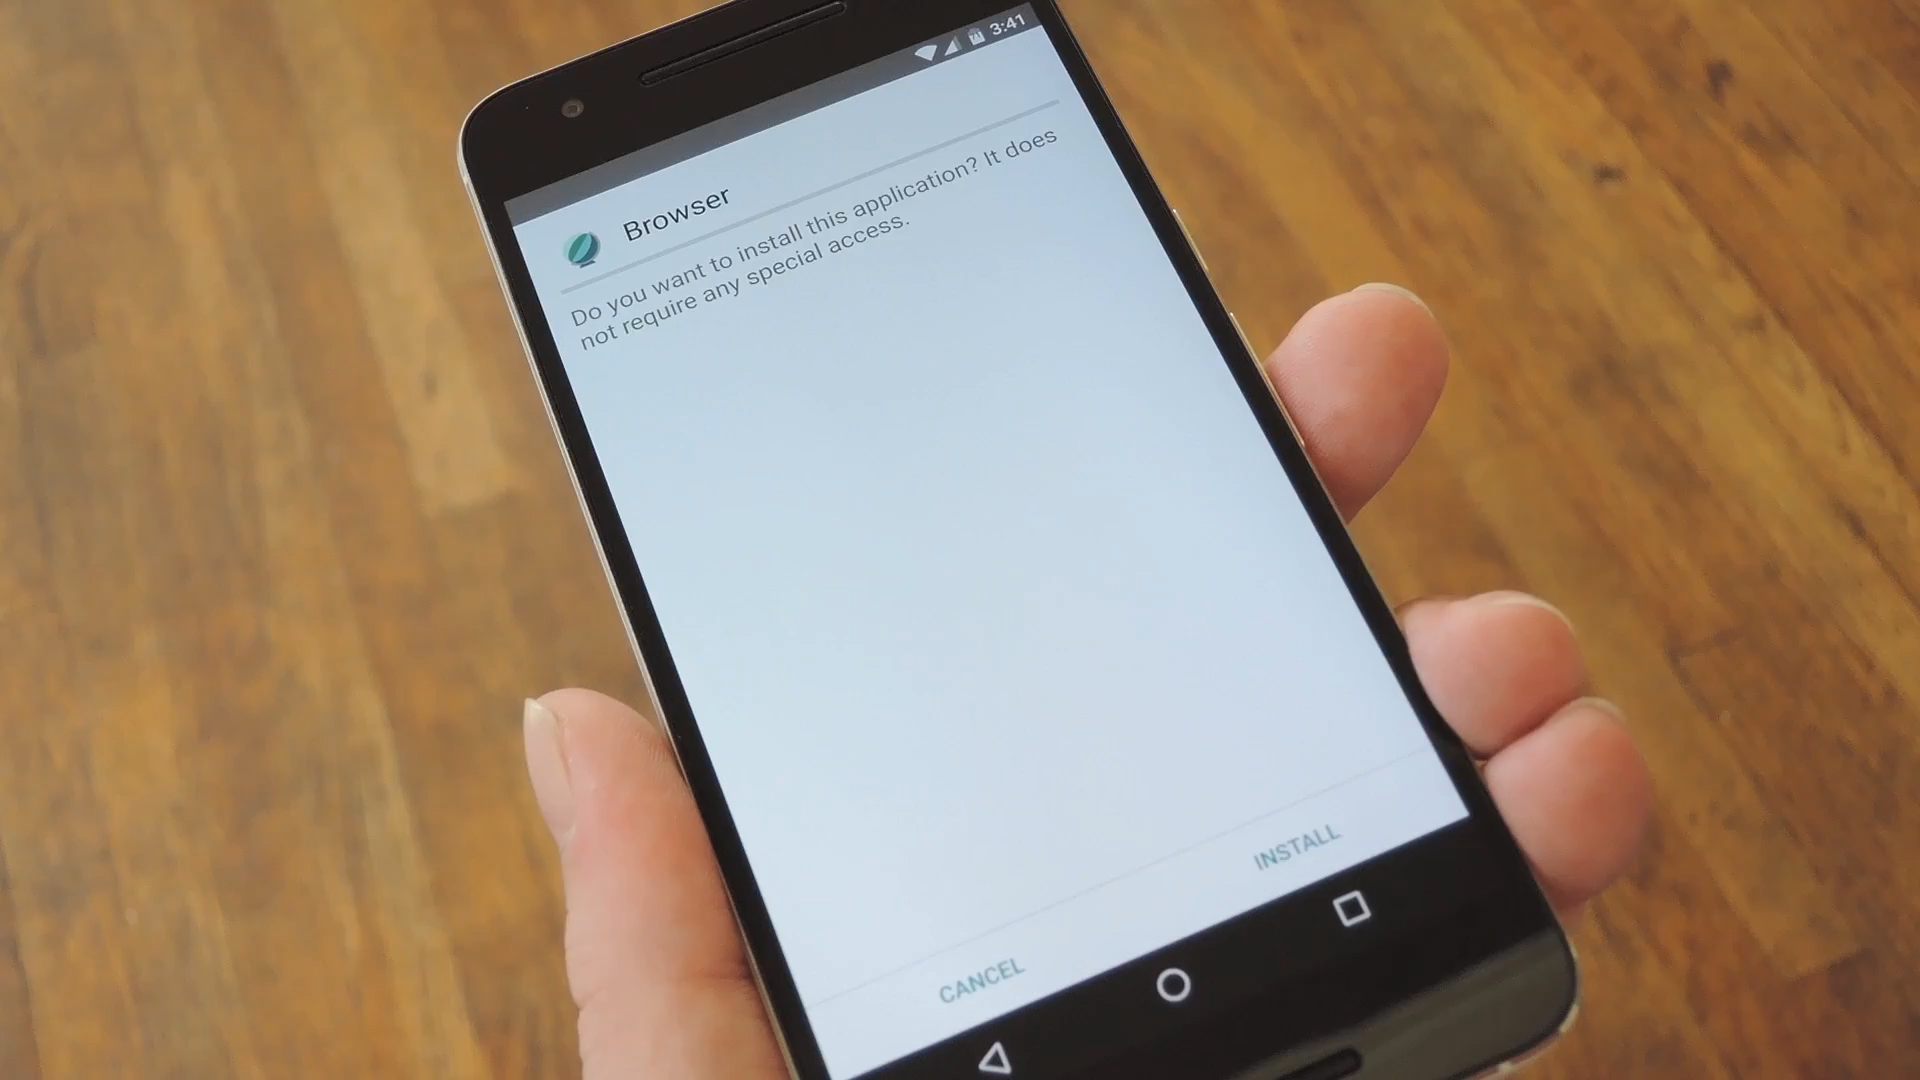 3:41
Browser
Do you want to install this application? It does
not require any special access.
CANCEL
INSTALL